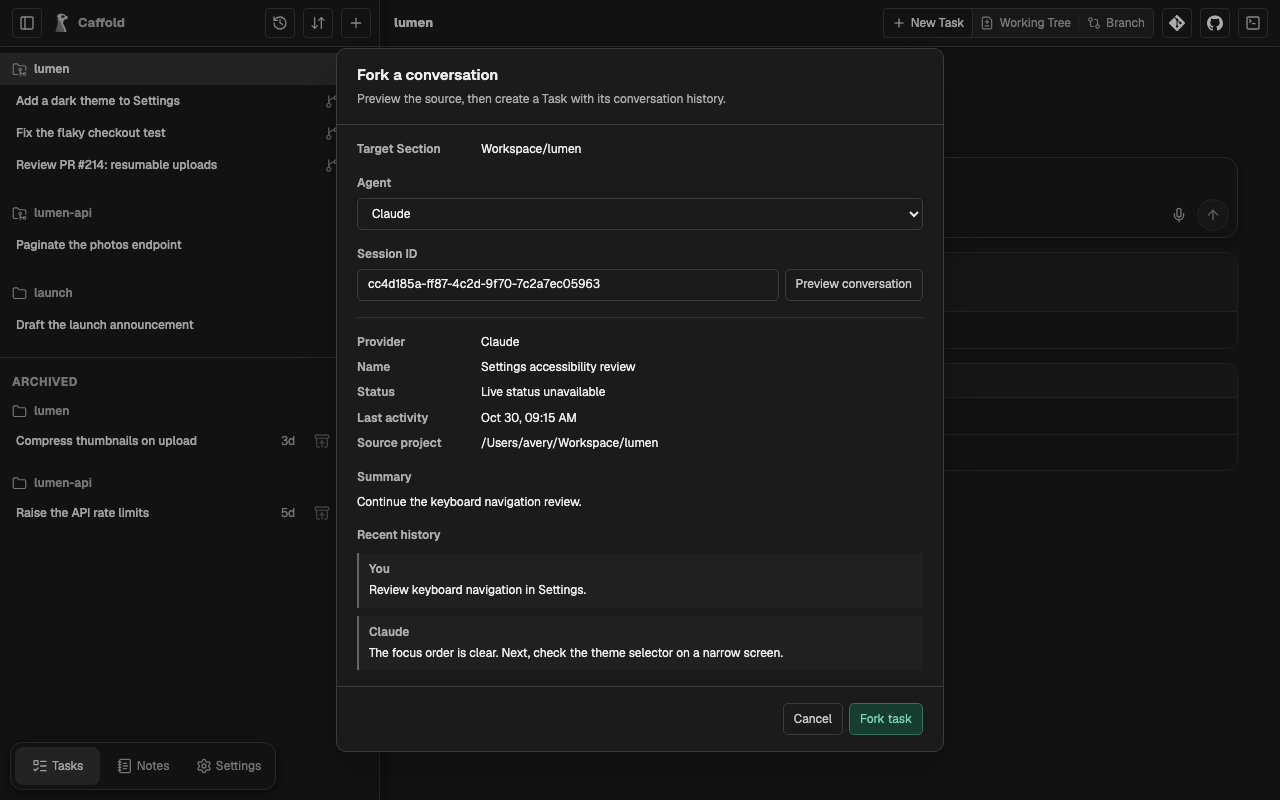 Caffold
lumen
New Task
Working Tree
Branch
lumen
Add a dark theme to Settings
Fix the flaky checkout test
Review PR #214: resumable uploads
lumen-api
Paginate the photos endpoint
launch
Draft the launch announcement
ARCHIVED
lumen
Compress thumbnails on upload 3d
lumen-api
Raise the API rate limits 5d
Tasks
Notes
Settings
Fork a conversation
Preview the source, then create a Task with its conversation history.
Target Section Workspace/lumen
Agent
Claude
Session ID
cc4d185a-ff87-4c2d-9f70-7c2a7ec05963
Preview conversation
Provider Claude
Name Settings accessibility review
Status Live status unavailable
Last activity Oct 30, 09:15 AM
Source project /Users/avery/Workspace/lumen
Summary
Continue the keyboard navigation review.
Recent history
You
Review keyboard navigation in Settings.
Claude
The focus order is clear. Next, check the theme selector on a narrow screen.
Cancel
Fork task